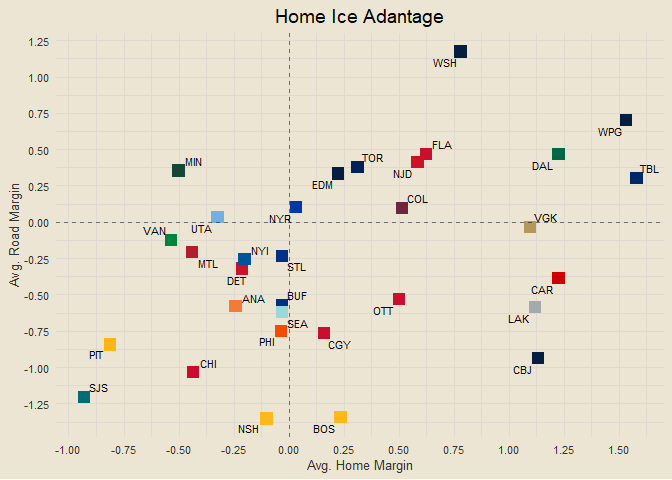 Home Ice Adantage
1.25
WSH
1.00
0.75
WPG
0.50
FLA
MIN
TOR
NJD
DAL
TBL
0.25
EDM
COL
NYR
VGK
0.00
UTA
VAN
NYI
MTL
STL
-0.25
DET
CAR
ANA
BUF
-0.50
OTT
LAK
SEA
-0.75
PHI
CGY
PIT
CHI
CBJ
-1.00
SJS
-1.25
NSH
BOS
-1.00 -0.75 -0.50 -0.25 0.00 0.25 0.50 0.75 1.00 1.25 1.50
Avg. Home Margin
Avg. Road Margin